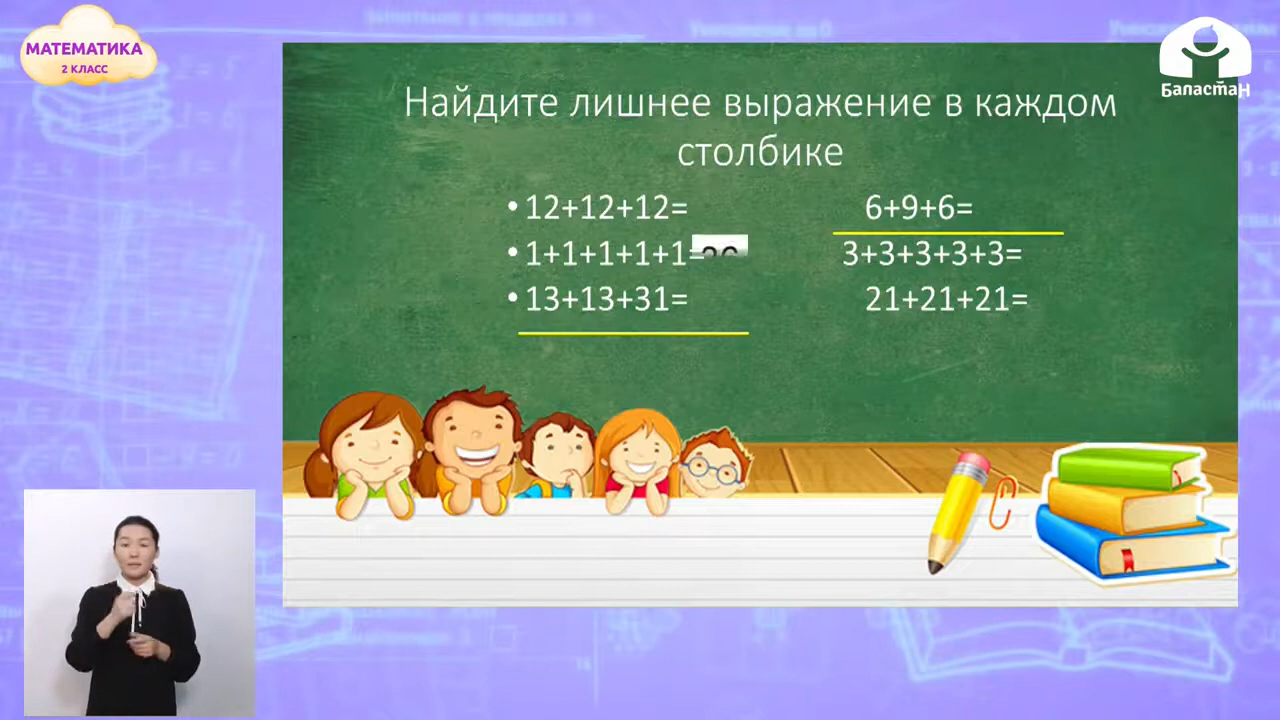 МАТЕМАТИКА
2 КЛАСС
Баластан
Найдите лишнее выражение в каждом
столбике
• 12+12+12=
• 1+1+1+1+1=
• 13+13+31=
6+9+6=
3+3+3+3+3=
21+21+21=